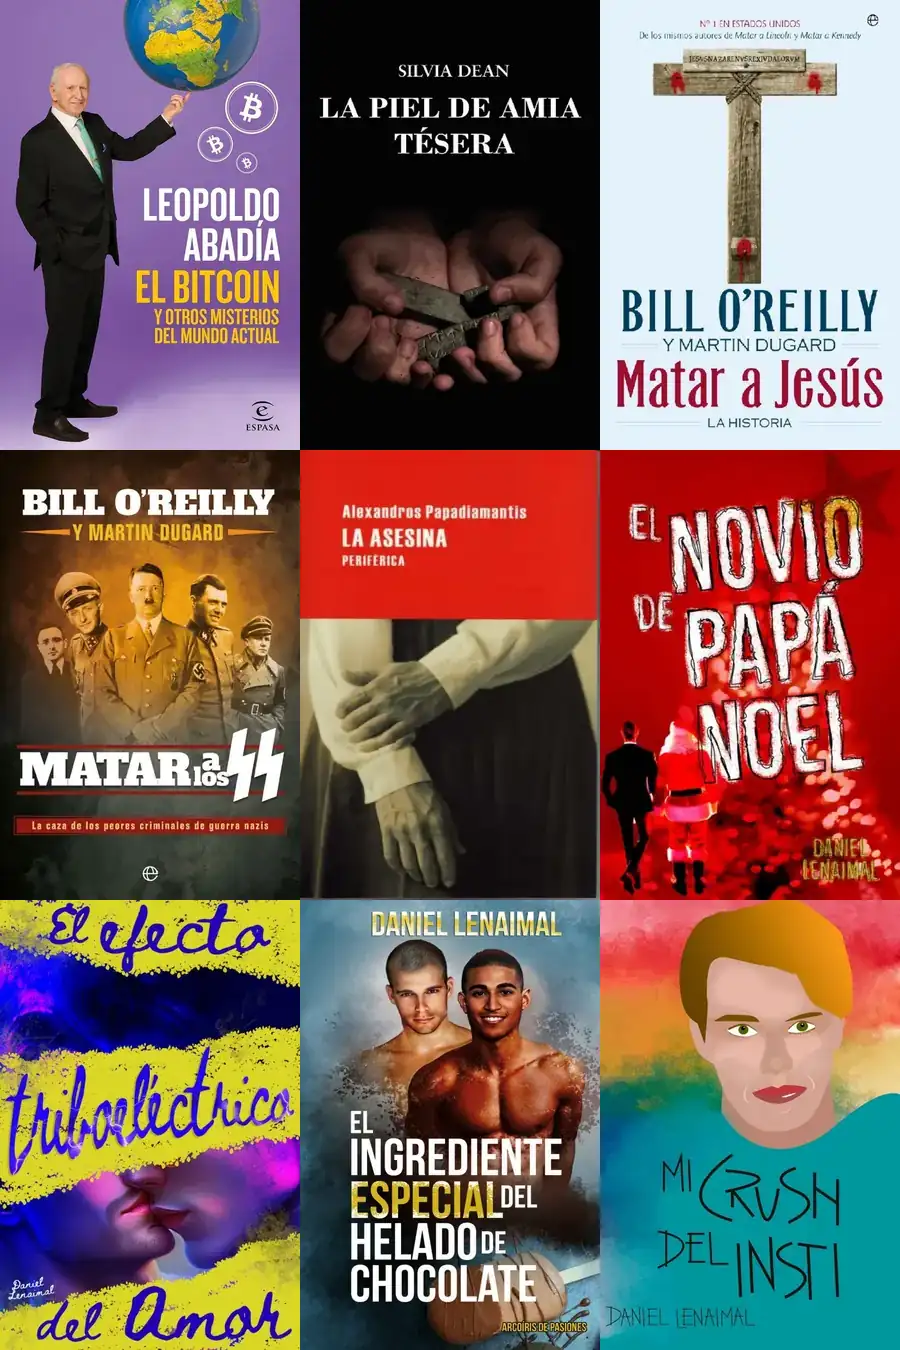 LEOPOLDO
ABADÍA
EL BITCOIN
Y OTROS MISTERIOS
DEL MUNDO ACTUAL
ESPASA
SILVIA DEAN
LA PIEL DE AMIA
TÉSERA
Nº 1 EN ESTADOS UNIDOS
De los mismos autores de Matar a Lincoln y Matar a Kennedy
BILL O'REILLY
Y MARTIN DUGARD
Matar a Jesús
LA HISTORIA
BILL O'REILLY
Y MARTIN DUGARD
MATAR a los SS
La caza de los peores criminales de guerra nazis
Alexandros Papadiamantis
LA ASESINA
PERIFÉRICA
EL
NOVIO
DE
PAPÁ
NOEL
DANIEL
LENAIMAL
El efecto
triboeléctrico
Daniel
Lenaimal
del Amor
DANIEL LENAIMAL
EL
INGREDIENTE
ESPECIAL DEL
HELADO DE
CHOCOLATE
ARCOÍRIS DE PASIONES
MI CRUSH
DEL INSTI
DANIEL LENAIMAL